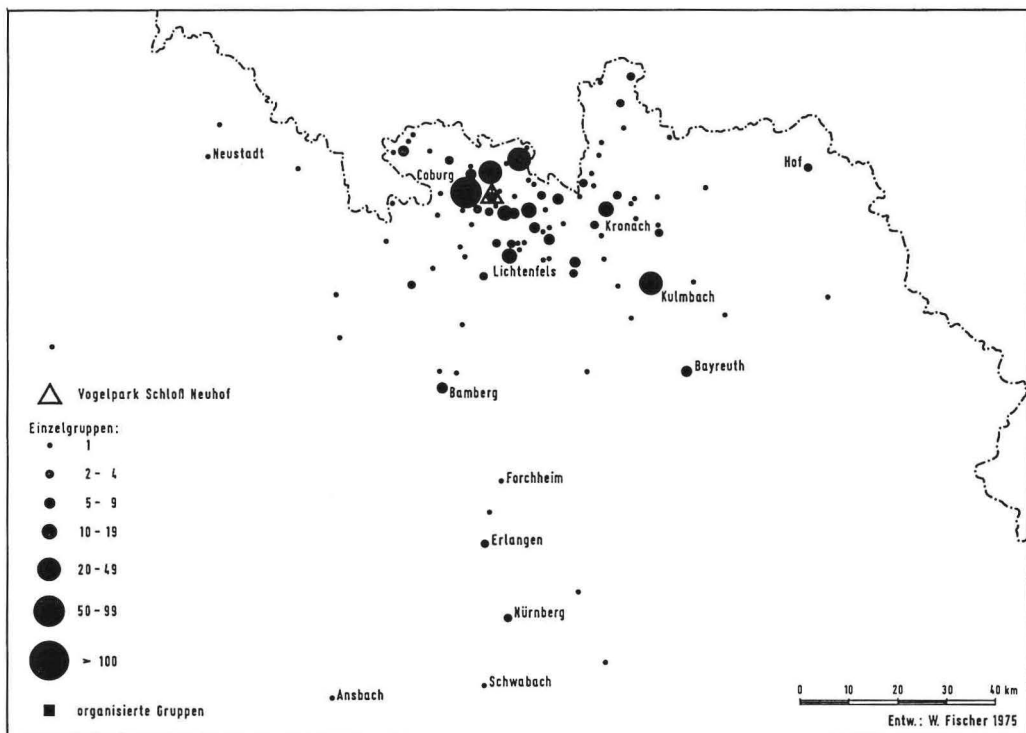 Neustadt
Coburg
Hof
Kronach
Lichtenfels
Kulmbach
Bayreuth
Bamberg
Forchheim
Erlangen
Nürnberg
Schwabach
Ansbach
Vogelpark Schloß Neuhof
Einzelgruppen:
1
2 - 4
5 - 9
10 - 19
20 - 49
50 - 99
> 100
organisierte Gruppen
0 10 20 30 40 km
Entw.: W. Fischer 1975